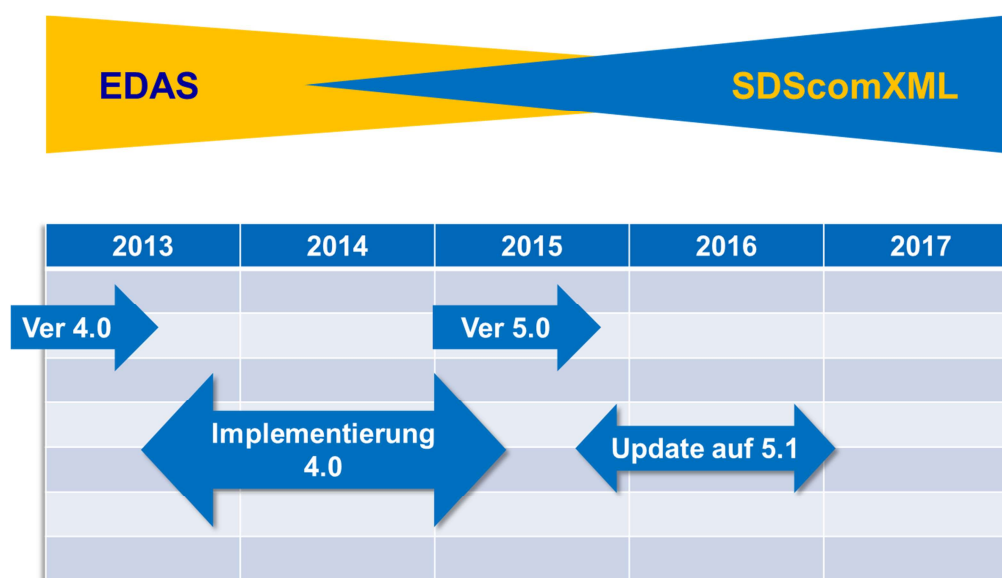 EDAS
SDScomXML
2013 2014 2015 2016 2017
Ver 4.0
Ver 5.0
Implementierung
4.0
Update auf 5.1